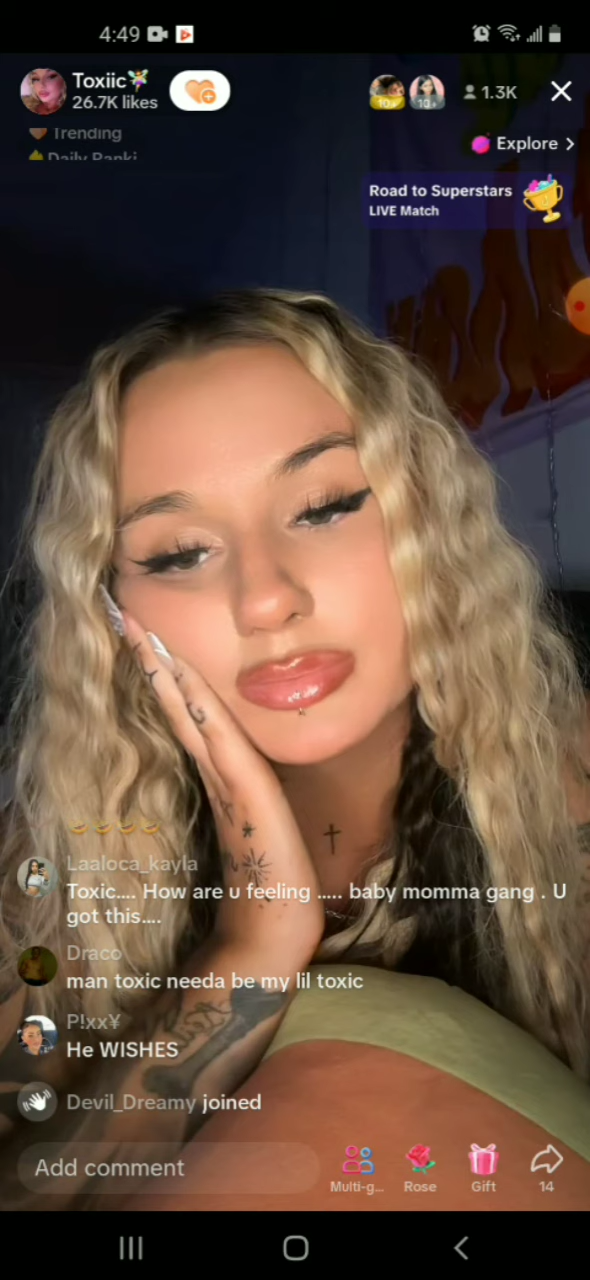 4:49
Toxiic
26.7K likes
1.3K
Trending
Daily Ranki
Explore
Road to Superstars
LIVE Match
Laaloca_kayla
Toxic.... How are u feeling ..... baby momma gang . U
got this....
Draco
man toxic needa be my lil toxic
P!xx¥
He WISHES
Devil_Dreamy joined
Add comment
Multi-g...
Rose
Gift
14